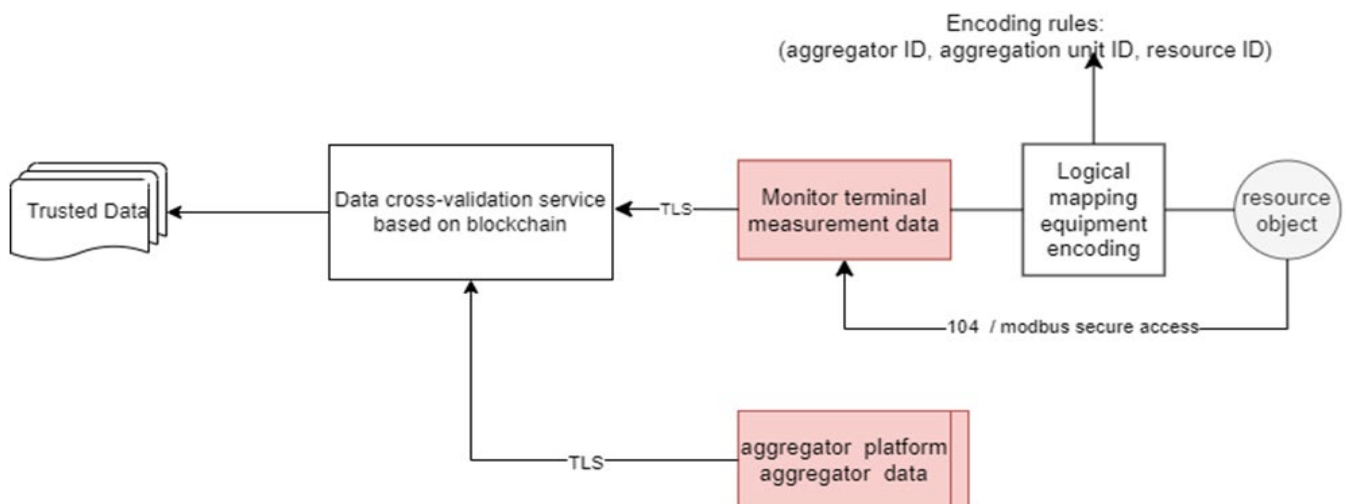 Encoding rules:
(aggregator ID, aggregation unit ID, resource ID)
Trusted Data
Data cross-validation service
based on blockchain
TLS
Monitor terminal
measurement data
Logical
mapping
equipment
encoding
resource
object
104 / modbus secure access
TLS
aggregator platform
aggregator data